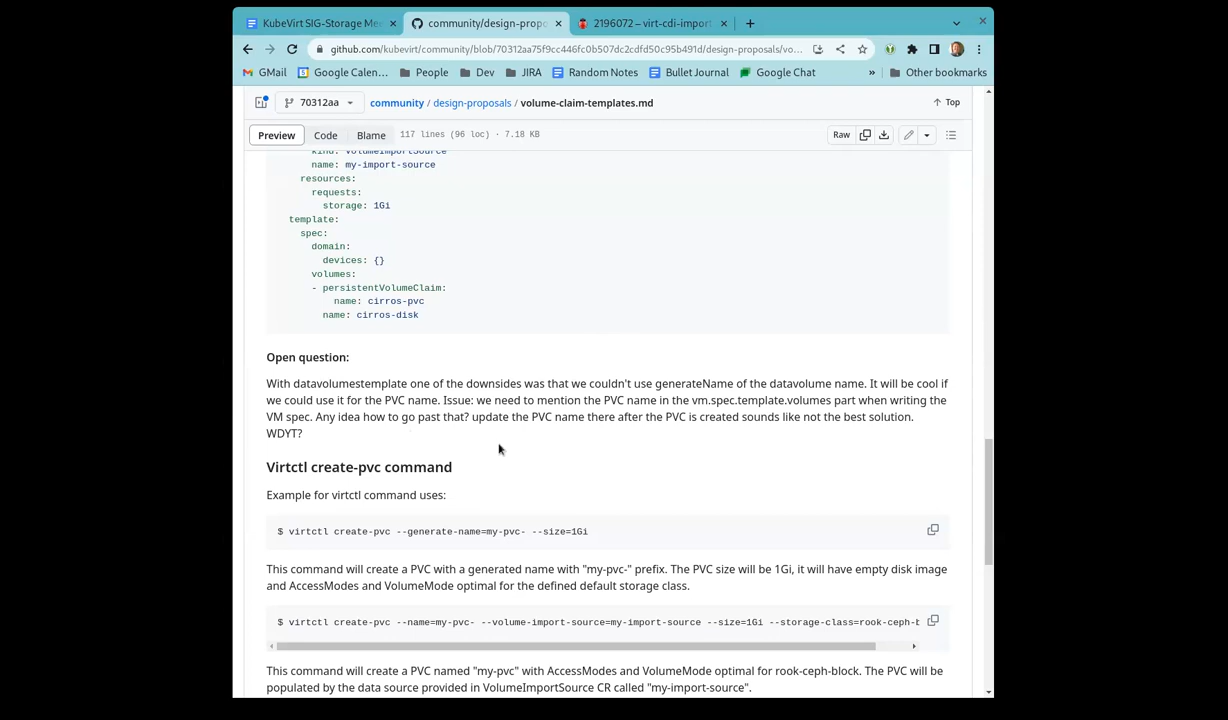 KubeVirt SIG-Storage Me
community/design-propo
2196072 – virt-cdi-import
github.com/kubevirt/community/blob/70312aa75f9cc446fc0b507dc2cdfd50c95b491d/design-proposals/vo...
GMail
Google Calen...
People
Dev
JIRA
Random Notes
Bullet Journal
Google Chat
»
Other bookmarks
70312aa
community / design-proposals / volume-claim-templates.md
Top
Preview
Code
Blame
117 lines (96 loc) · 7.18 KB
Raw
kind: VolumeImportSource
name: my-import-source
resources:
requests:
storage: 1Gi
template:
spec:
domain:
devices: {}
volumes:
- persistentVolumeClaim:
name: cirros-pvc
name: cirros-disk
Open question:
With datavolumestemplate one of the downsides was that we couldn't use generateName of the datavolume name. It will be cool if
we could use it for the PVC name. Issue: we need to mention the PVC name in the vm.spec.template.volumes part when writing the
VM spec. Any idea how to go past that? update the PVC name there after the PVC is created sounds like not the best solution.
WDYT?
Virtctl create-pvc command
Example for virtctl command uses:
$ virtctl create-pvc --generate-name=my-pvc- --size=1Gi
This command will create a PVC with a generated name with "my-pvc-" prefix. The PVC size will be 1Gi, it will have empty disk image
and AccessModes and VolumeMode optimal for the defined default storage class.
$ virtctl create-pvc --name=my-pvc- --volume-import-source=my-import-source --size=1Gi --storage-class=rook-ceph-b
This command will create a PVC named "my-pvc" with AccessModes and VolumeMode optimal for rook-ceph-block. The PVC will be
populated by the data source provided in VolumeImportSource CR called "my-import-source".